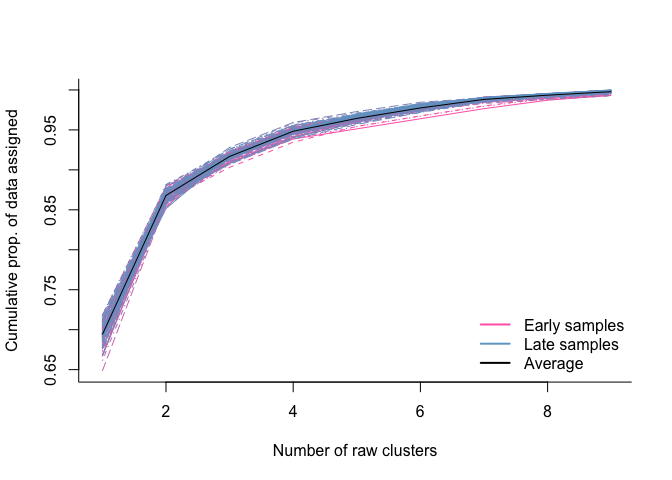 Cumulative prop. of data assigned
0.95
0.85
0.75
0.65
Early samples
Late samples
Average
2 4 6 8
Number of raw clusters